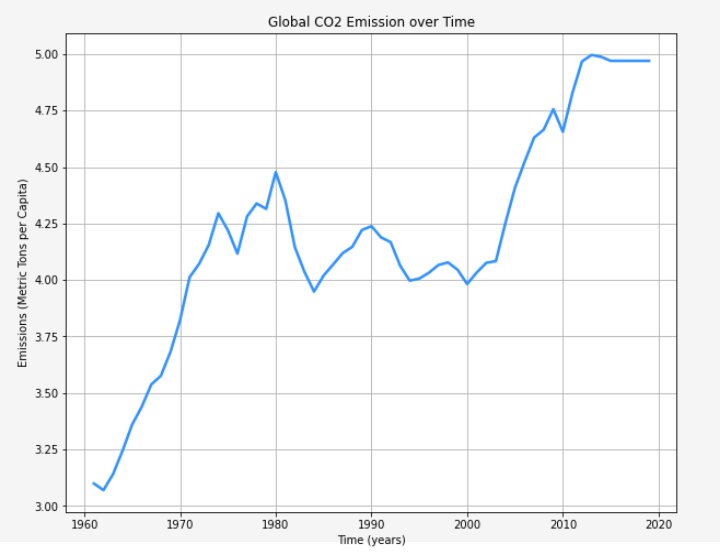 Global CO2 Emission over Time
Emissions (Metric Tons per Capita)
5.00
4.75
4.50
4.25
4.00
3.75
3.50
3.25
3.00
1960 1970 1980 1990 2000 2010 2020
Time (years)